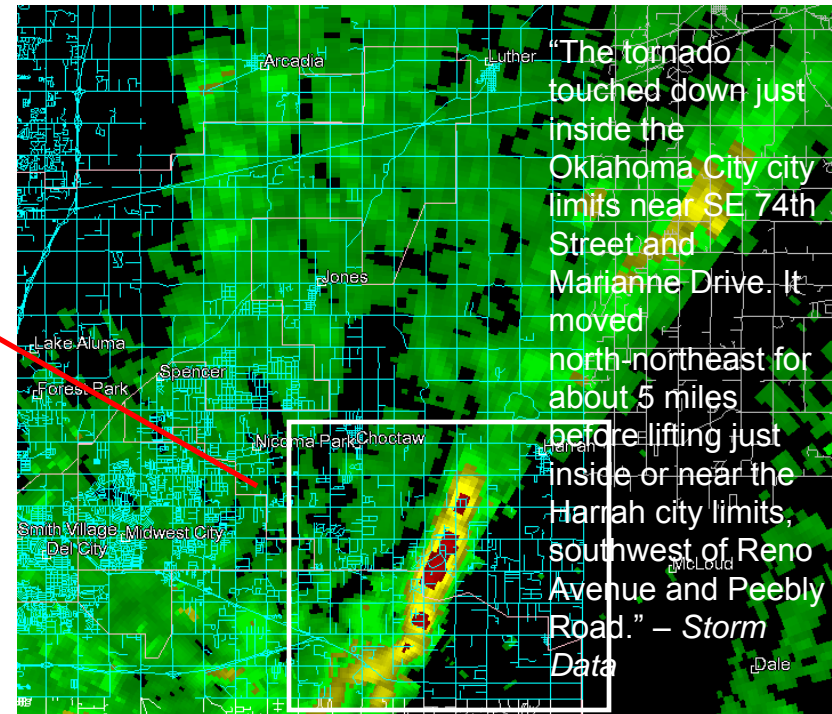 Arcadia
Luther
“The tornado
touched down just
inside the
Oklahoma City city
limits near SE 74th
Street and
Marianne Drive. It
moved
north-northeast for
about 5 miles
before lifting just
inside or near the
Harrah city limits,
southwest of Reno
Avenue and Peebly
Road.” – Storm
Data
Jones
Lake Aluma
Spencer
Forest Park
Nicoma Park
Choctaw
Harrah
Smith Village
Midwest City
Del City
McLoud
Dale